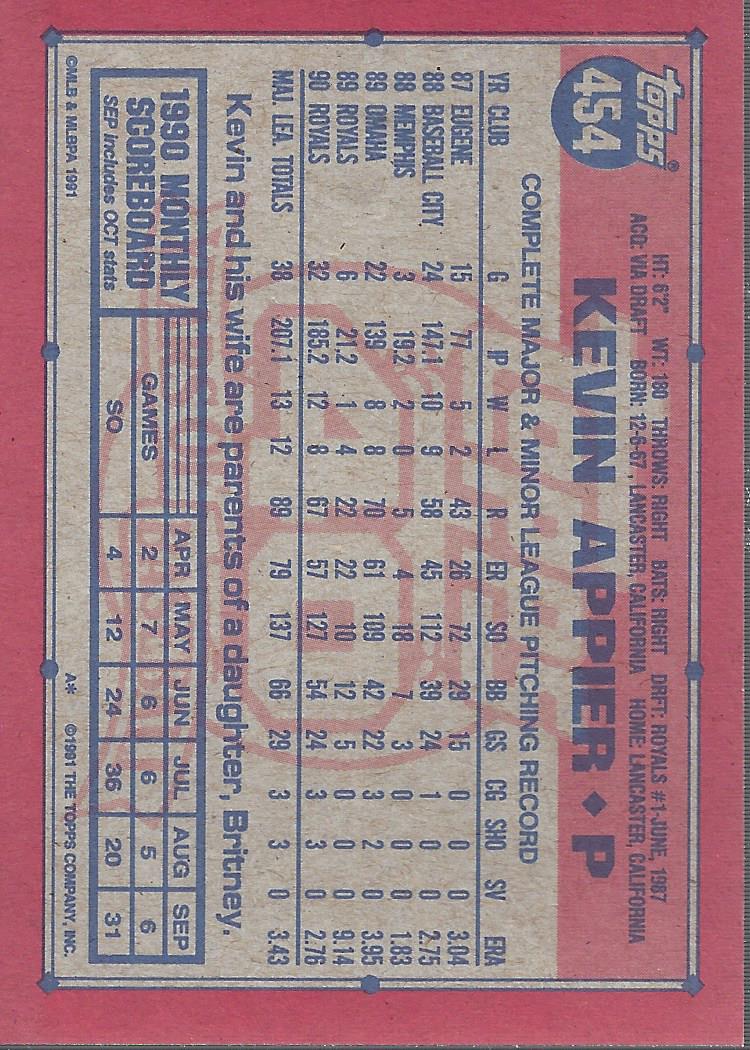 topps®
454
HT: 6'2" WT: 180 THROWS: RIGHT BATS: RIGHT DRFT: ROYALS #1-JUNE, 1987
ACQ: VIA DRAFT BORN: 12-6-67, LANCASTER, CALIFORNIA HOME: LANCASTER, CALIFORNIA
KEVIN APPIER ♦ P
COMPLETE MAJOR & MINOR LEAGUE PITCHING RECORD
YR CLUB G IP W L R ER SO BB GS CG SHO SV ERA
87 EUGENE 15 77 5 2 43 26 72 29 15 0 0 0 3.04
88 BASEBALL CITY 24 147.1 10 9 58 45 112 39 24 1 0 0 2.75
88 MEMPHIS 3 19.2 2 0 5 4 18 7 3 0 0 0 1.83
89 OMAHA 22 139 8 8 70 61 109 42 22 3 2 0 3.95
89 ROYALS 6 21.2 1 4 22 22 10 12 5 0 0 0 9.14
90 ROYALS 32 185.2 12 8 67 57 127 54 24 3 3 0 2.76
MAJ. LEA. TOTALS 38 207.1 13 12 89 79 137 66 29 3 3 0 3.43
Kevin and his wife are parents of a daughter, Britney.
1990 MONTHLY SCOREBOARD
SEP includes OCT stats
APR MAY JUN JUL AUG SEP
GAMES 2 7 6 6 5 6
SO 4 12 24 36 20 31
©MLB & MLBPA 1991 A* ©1991 THE TOPPS COMPANY, INC.